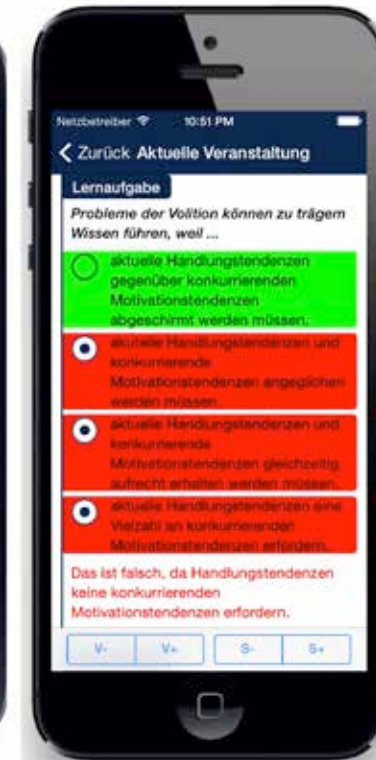 Netzbetreiber 10:51 PM
Zurück Aktuelle Veranstaltung
Lernaufgabe
Probleme der Volition können zu trägem
Wissen führen, weil ...
aktuelle Handlungstendenzen
gegenüber konkurrierenden
Motivationstendenzen
abgeschirmt werden müssen.
akutelle Handlungstendenzen und
konkurrierende
Motivationstendenzen angeglichen
werden müssen.
aktuelle Handlungstendenzen und
konkurrierende
Motivationstendenzen gleichzeitig
aufrecht erhalten werden müssen.
aktuelle Handlungstendenzen eine
Vielzahl an konkurrierenden
Motivationstendenzen erfordern.
Das ist falsch, da Handlungstendenzen
keine konkurrierenden
Motivationstendenzen erfordern.
V- V+ S- S+